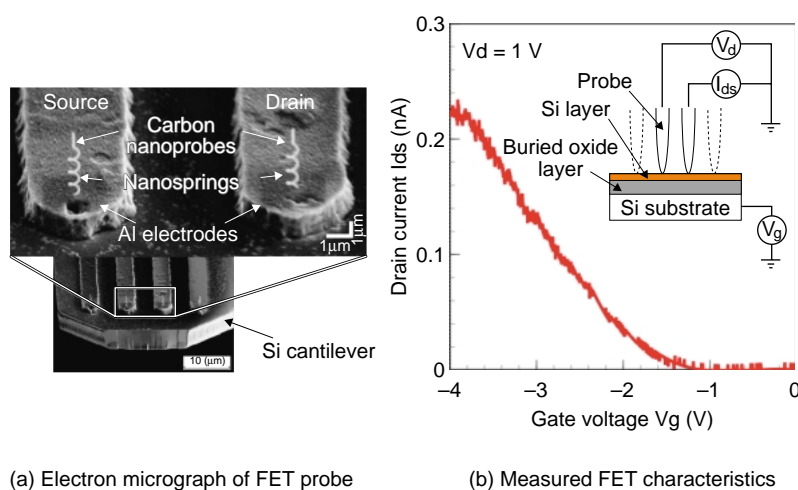 Source
Drain
Carbon
nanoprobes
Nanosprings
Al electrodes
1μm
1μm
Si cantilever
10 (μm)
(a) Electron micrograph of FET probe
0.3
0.2
0.1
0
–4
–3
–2
–1
0
Drain current Ids (nA)
Gate voltage Vg (V)
Vd = 1 V
Vd
Ids
Probe
Si layer
Buried oxide
layer
Si substrate
Vg
(b) Measured FET characteristics